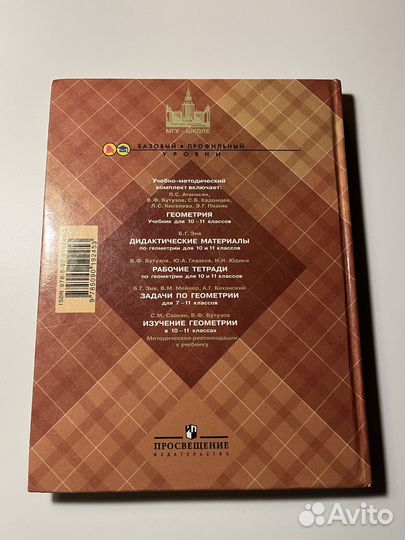 МГУ – ШКОЛЕ
БАЗОВЫЙ И ПРОФИЛЬНЫЙ
УРОВНИ
Учебно-методический
комплект включает:
Л.С. Атанасян,
В.Ф. Бутузов, С.Б. Кадомцев,
Л.С. Киселева, Э.Г. Позняк
ГЕОМЕТРИЯ
Учебник для 10–11 классов
Б.Г. Зив
ДИДАКТИЧЕСКИЕ МАТЕРИАЛЫ
по геометрии для 10 и 11 классов
В.Ф. Бутузов, Ю.А. Глазков, И.И. Юдина
РАБОЧИЕ ТЕТРАДИ
по геометрии для 10 и 11 классов
Б.Г. Зив, В.М. Мейлер, А.Г. Баханский
ЗАДАЧИ ПО ГЕОМЕТРИИ
для 7–11 классов
С.М. Саакян, В.Ф. Бутузов
ИЗУЧЕНИЕ ГЕОМЕТРИИ
в 10–11 классах
Методические рекомендации
к учебнику
9 785090 192453
ПРОСВЕЩЕНИЕ
ИЗДАТЕЛЬСТВО
Avito